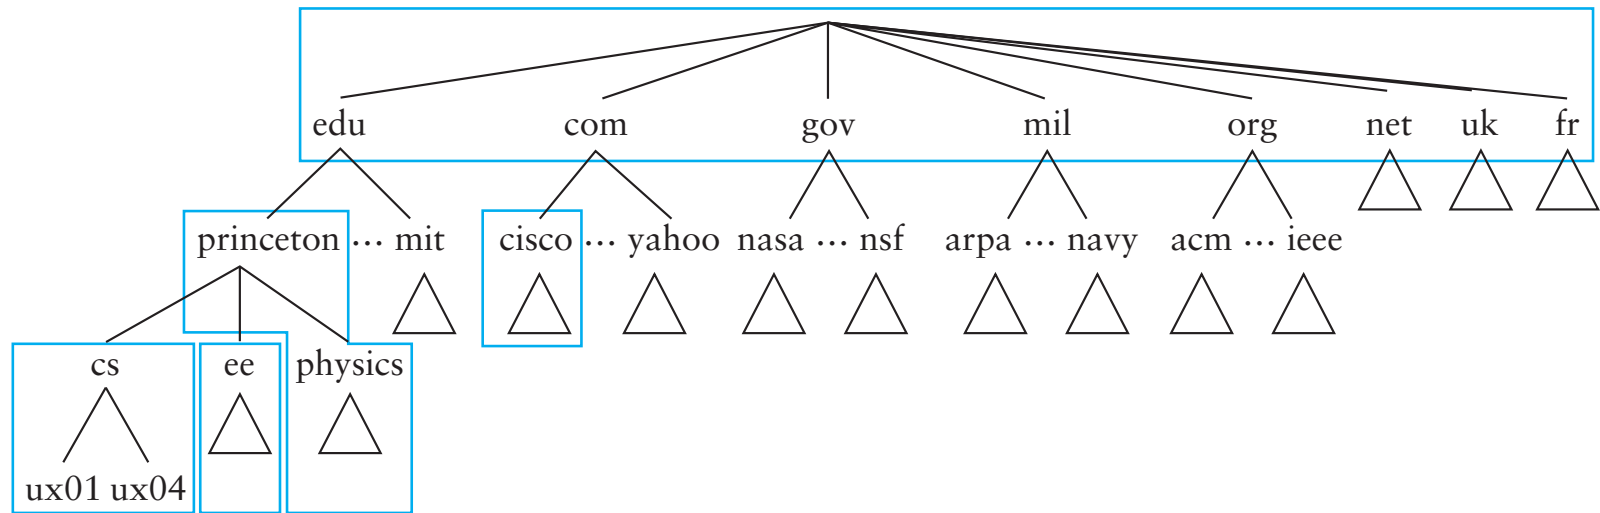 edu com gov mil org net uk fr
princeton ... mit cisco ... yahoo nasa ... nsf arpa ... navy acm ... ieee
cs ee physics
ux01 ux04